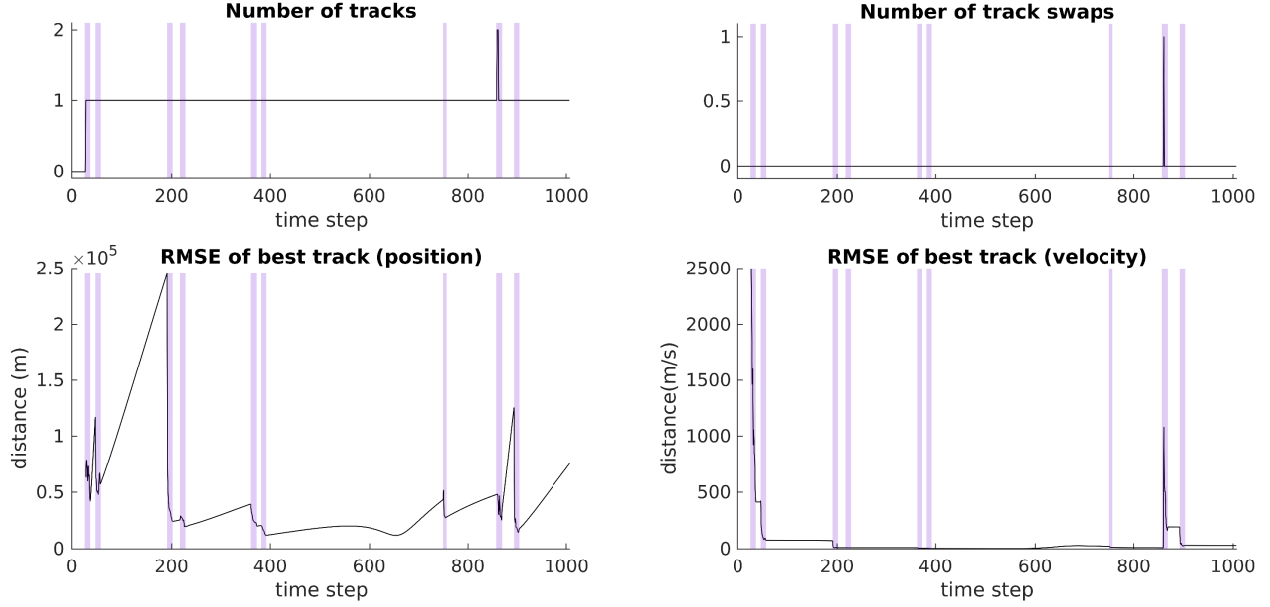 Number of tracks
2
1
0
0 200 400 600 800 1000
time step
Number of track swaps
1
0.5
0
0 200 400 600 800 1000
time step
RMSE of best track (position)
×10⁵
2.5
2
1.5
1
0.5
0
distance (m)
0 200 400 600 800 1000
time step
RMSE of best track (velocity)
2500
2000
1500
1000
500
0
distance(m/s)
0 200 400 600 800 1000
time step